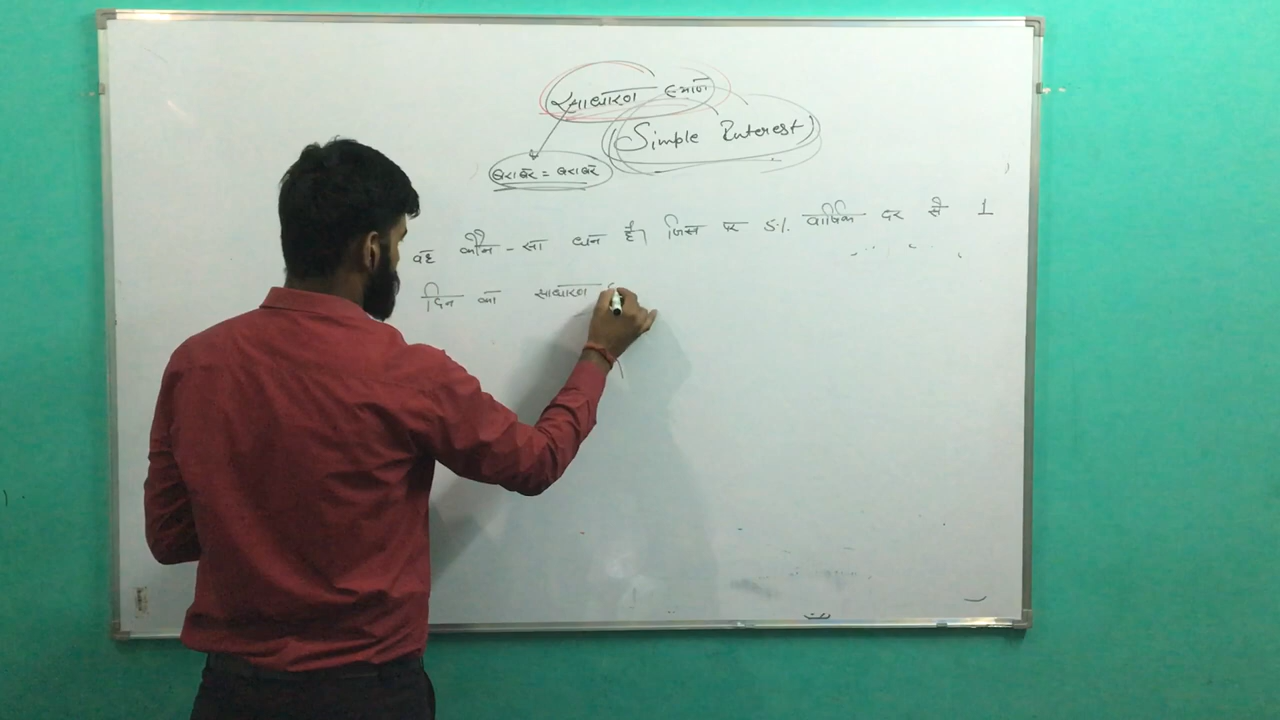 साधारण ब्याज
(Simple Interest)
बराबर = बराबर
वह कौन - सा धन है। जिस पर 5% वार्षिक दर से 1
दिन का साधारण